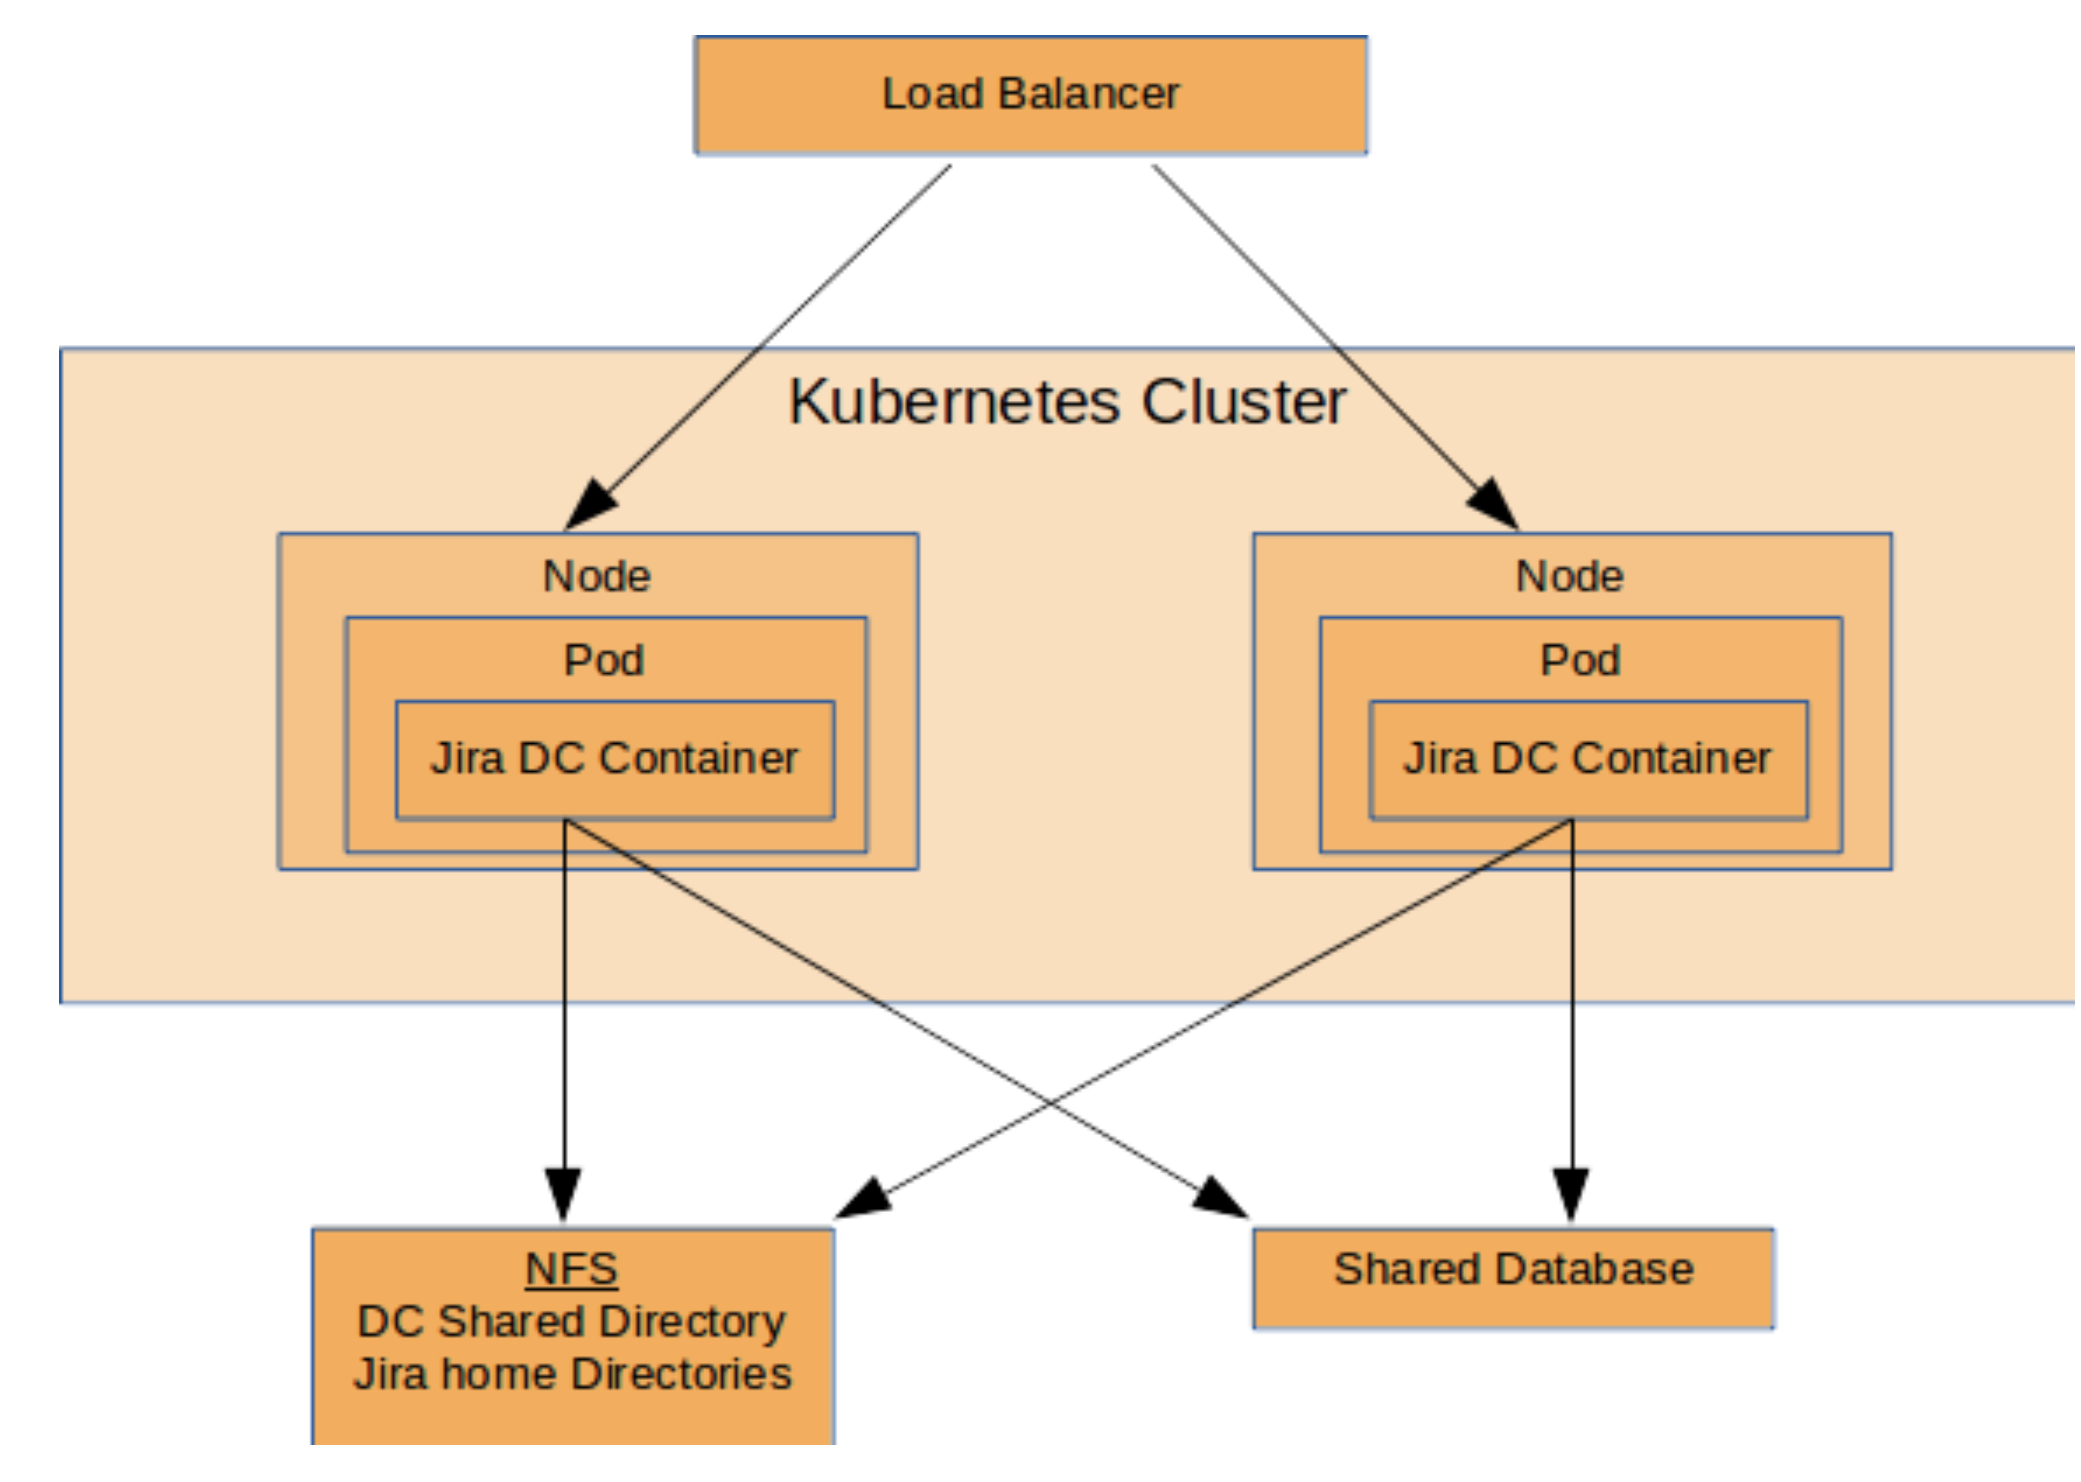 Load Balancer
Kubernetes Cluster
Node
Pod
Jira DC Container
Node
Pod
Jira DC Container
NFS
DC Shared Directory
Jira home Directories
Shared Database